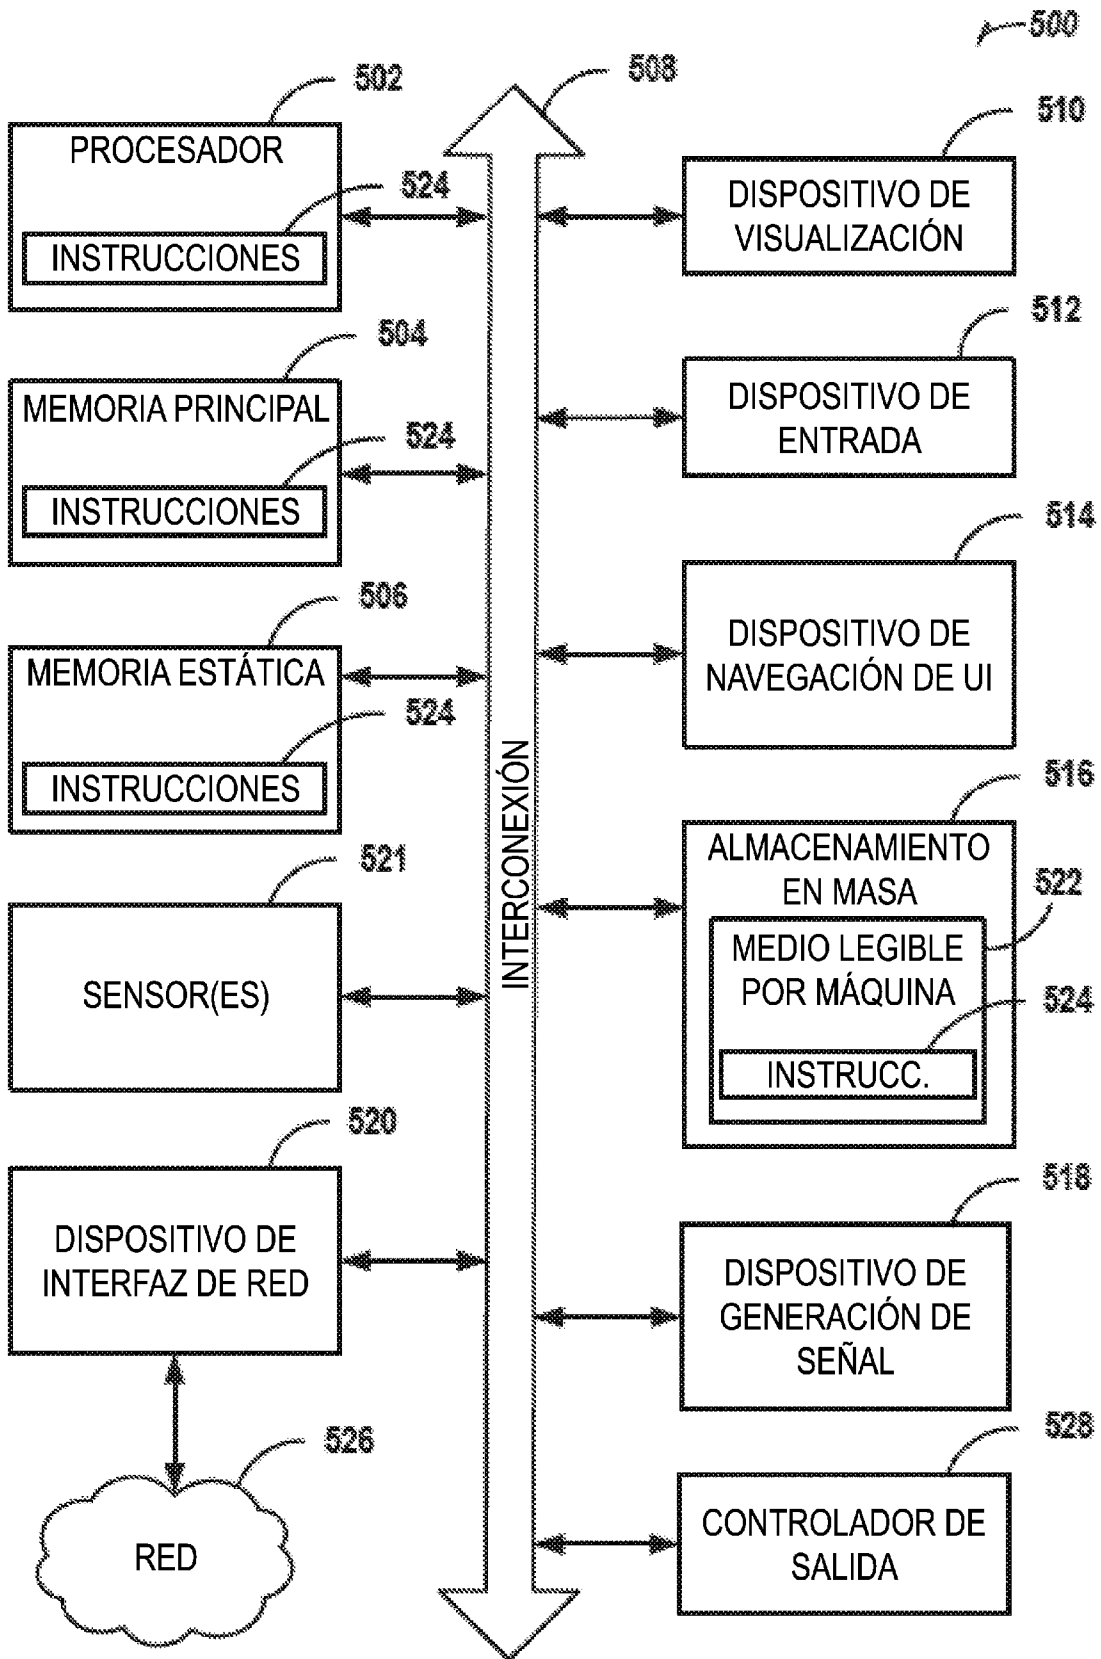 500
502
PROCESADOR
524
INSTRUCCIONES
504
MEMORIA PRINCIPAL
524
INSTRUCCIONES
506
MEMORIA ESTÁTICA
524
INSTRUCCIONES
521
SENSOR(ES)
520
DISPOSITIVO DE
INTERFAZ DE RED
526
RED
508
INTERCONEXIÓN
510
DISPOSITIVO DE
VISUALIZACIÓN
512
DISPOSITIVO DE
ENTRADA
514
DISPOSITIVO DE
NAVEGACIÓN DE UI
516
ALMACENAMIENTO
EN MASA
522
MEDIO LEGIBLE
POR MÁQUINA
524
INSTRUCC.
518
DISPOSITIVO DE
GENERACIÓN DE
SEÑAL
528
CONTROLADOR DE
SALIDA